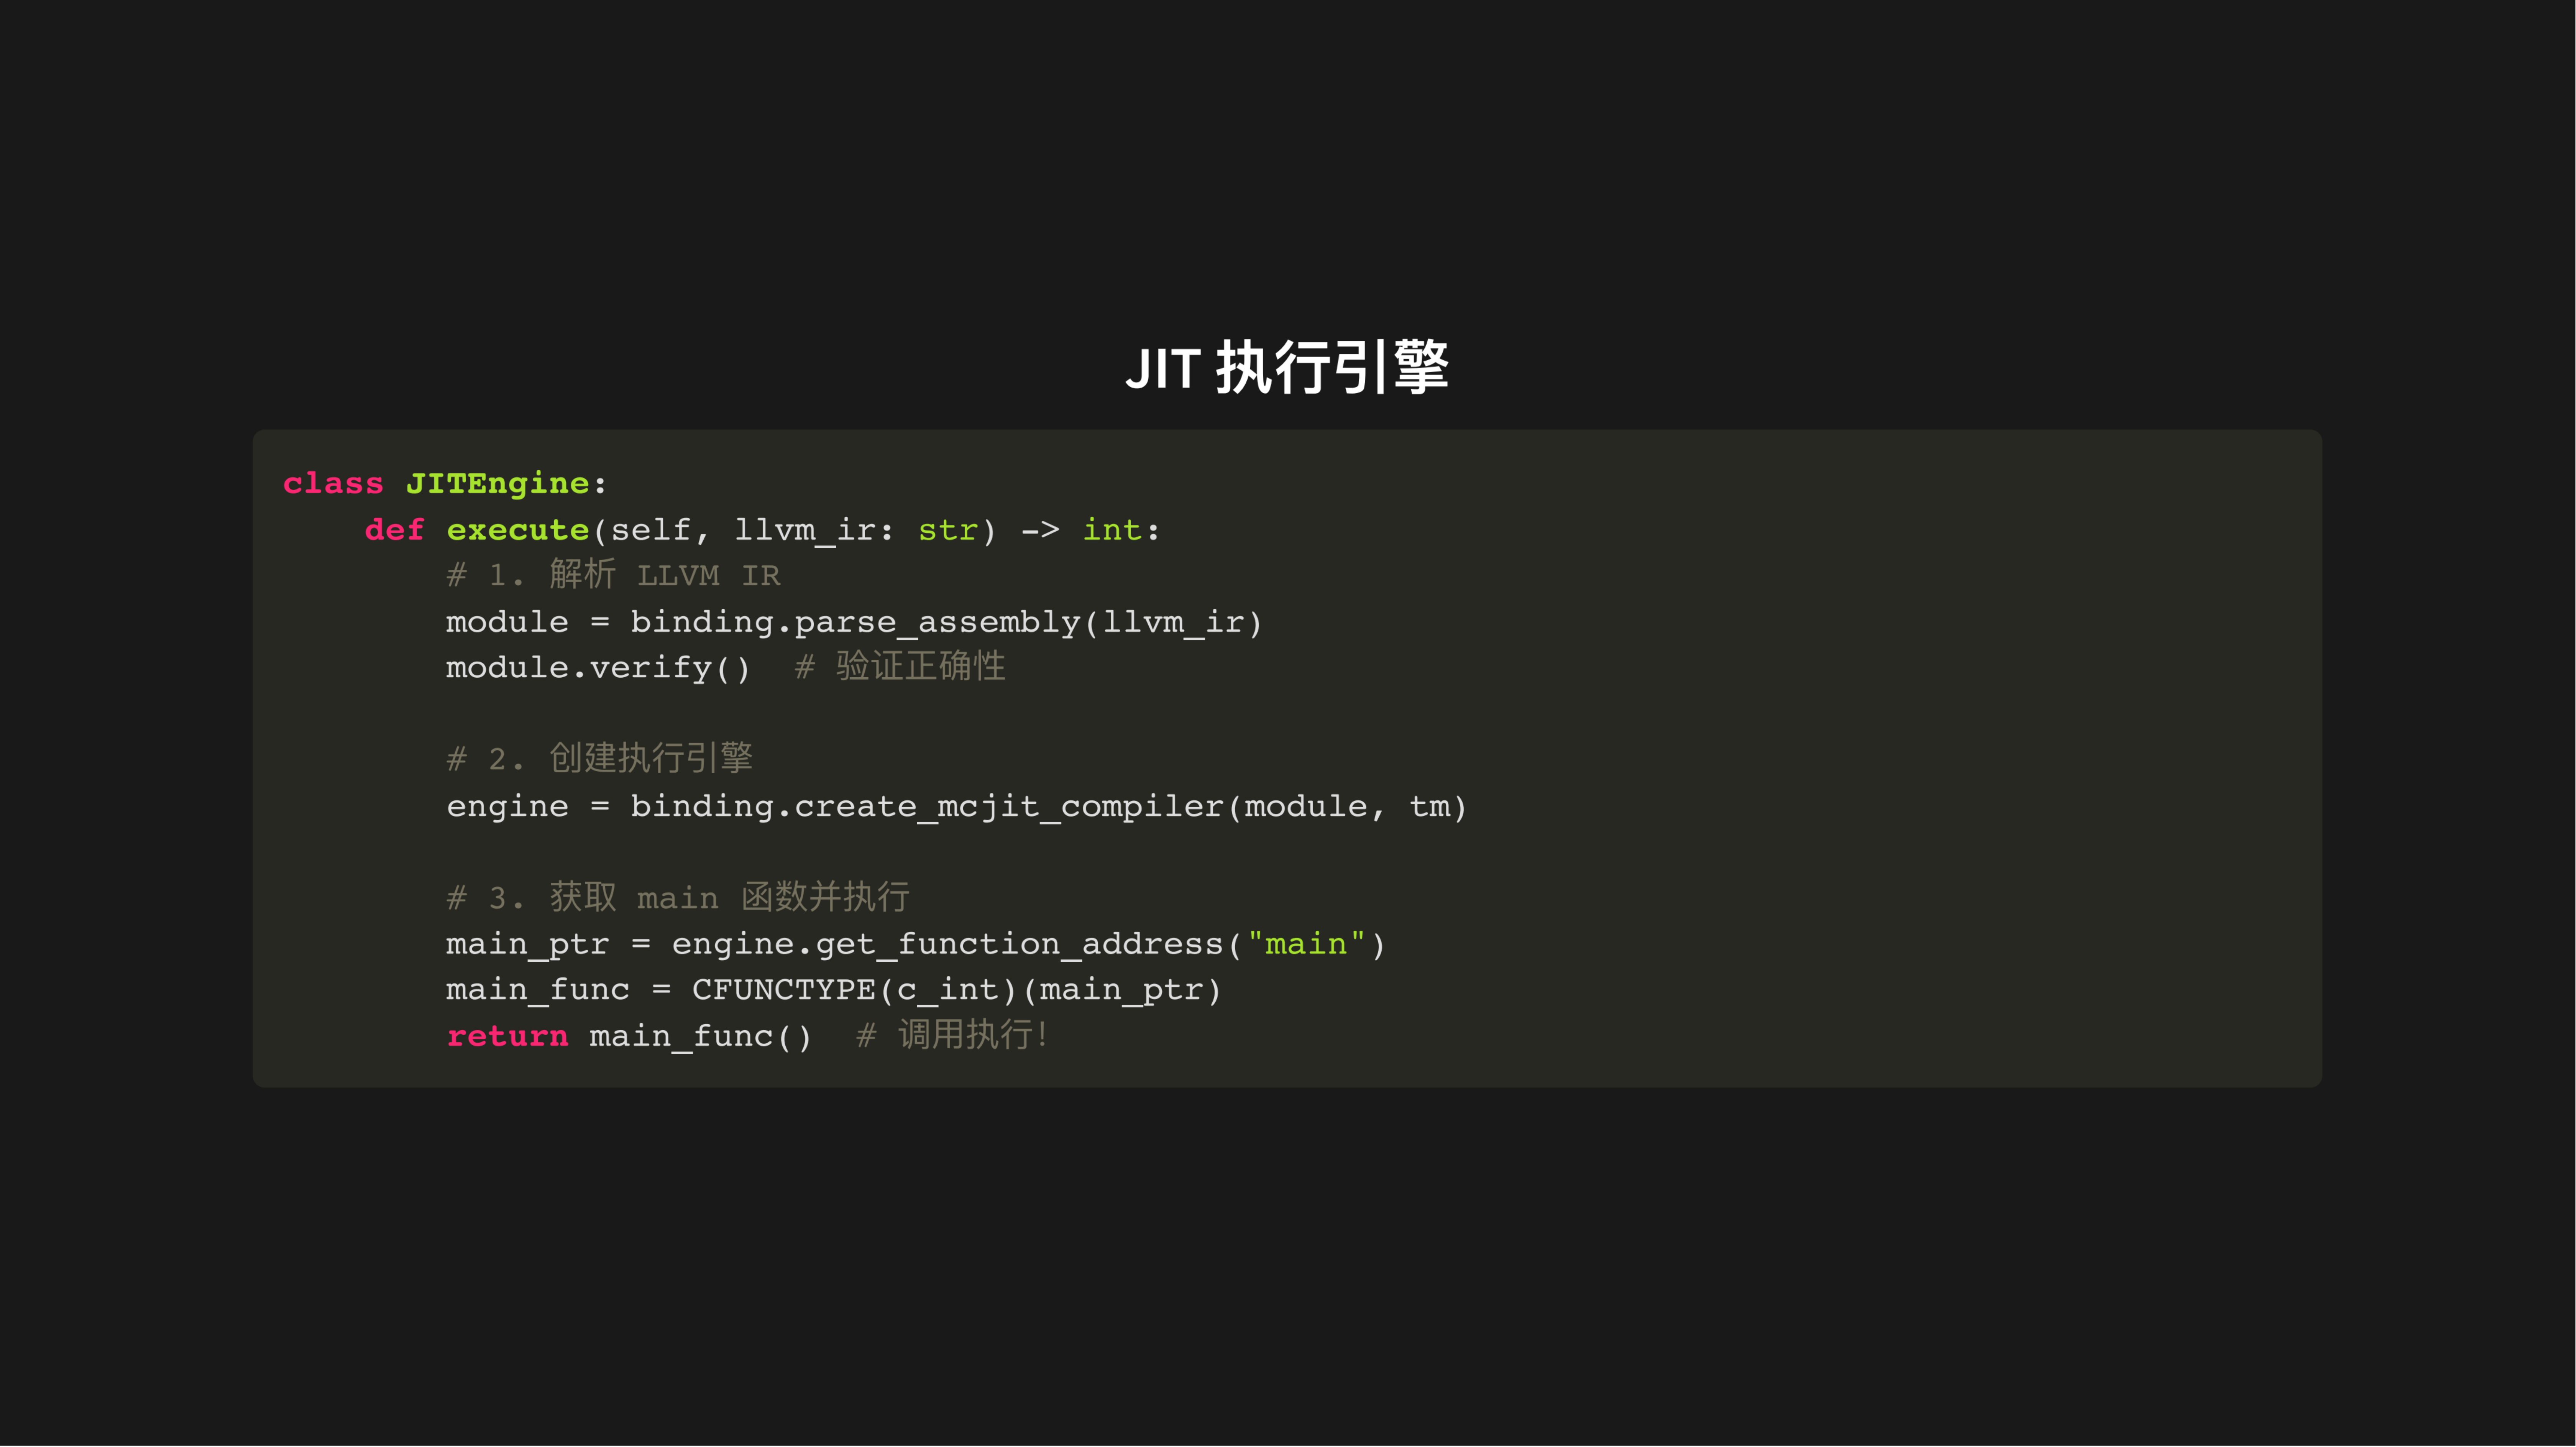 JIT 执行引擎
class JITEngine:
    def execute(self, llvm_ir: str) -> int:
        # 1. 解析 LLVM IR
        module = binding.parse_assembly(llvm_ir)
        module.verify()  # 验证正确性
        # 2. 创建执行引擎
        engine = binding.create_mcjit_compiler(module, tm)
        # 3. 获取 main 函数并执行
        main_ptr = engine.get_function_address("main")
        main_func = CFUNCTYPE(c_int)(main_ptr)
        return main_func()  # 调用执行!